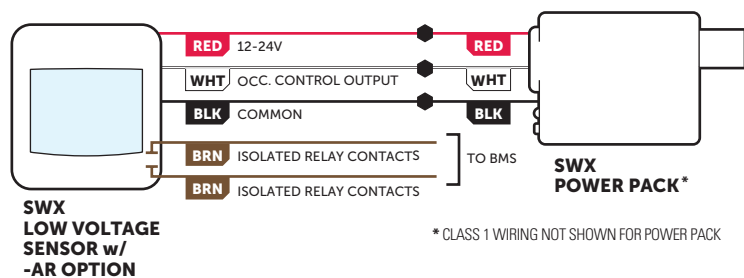 RED 12-24V RED
WHT OCC. CONTROL OUTPUT WHT
BLK COMMON BLK
BRN ISOLATED RELAY CONTACTS
TO BMS
BRN ISOLATED RELAY CONTACTS
SWX
POWER PACK*
SWX
LOW VOLTAGE
SENSOR w/
-AR OPTION
* CLASS 1 WIRING NOT SHOWN FOR POWER PACK